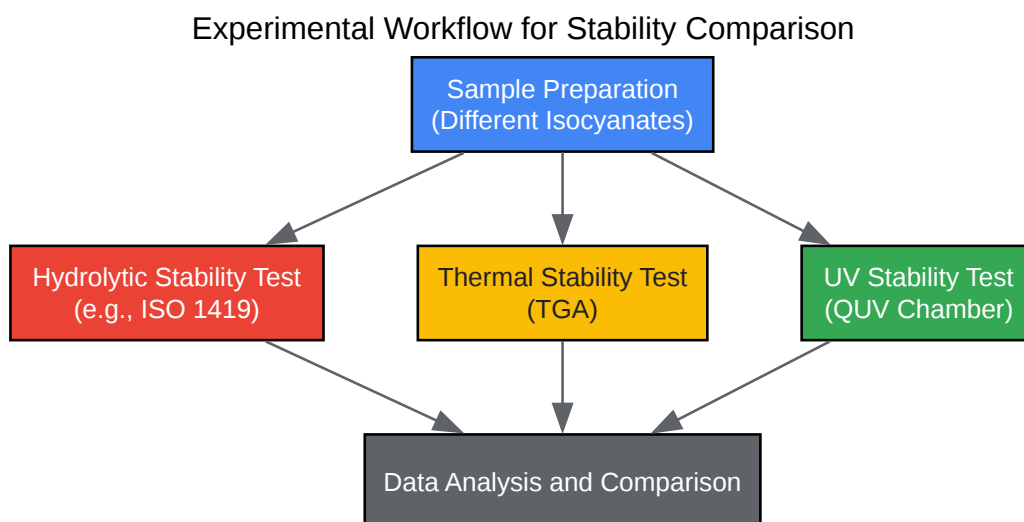 Experimental Workflow for Stability Comparison
Sample Preparation
(Different Isocyanates)
Hydrolytic Stability Test
(e.g., ISO 1419)
Thermal Stability Test
(TGA)
UV Stability Test
(QUV Chamber)
Data Analysis and Comparison